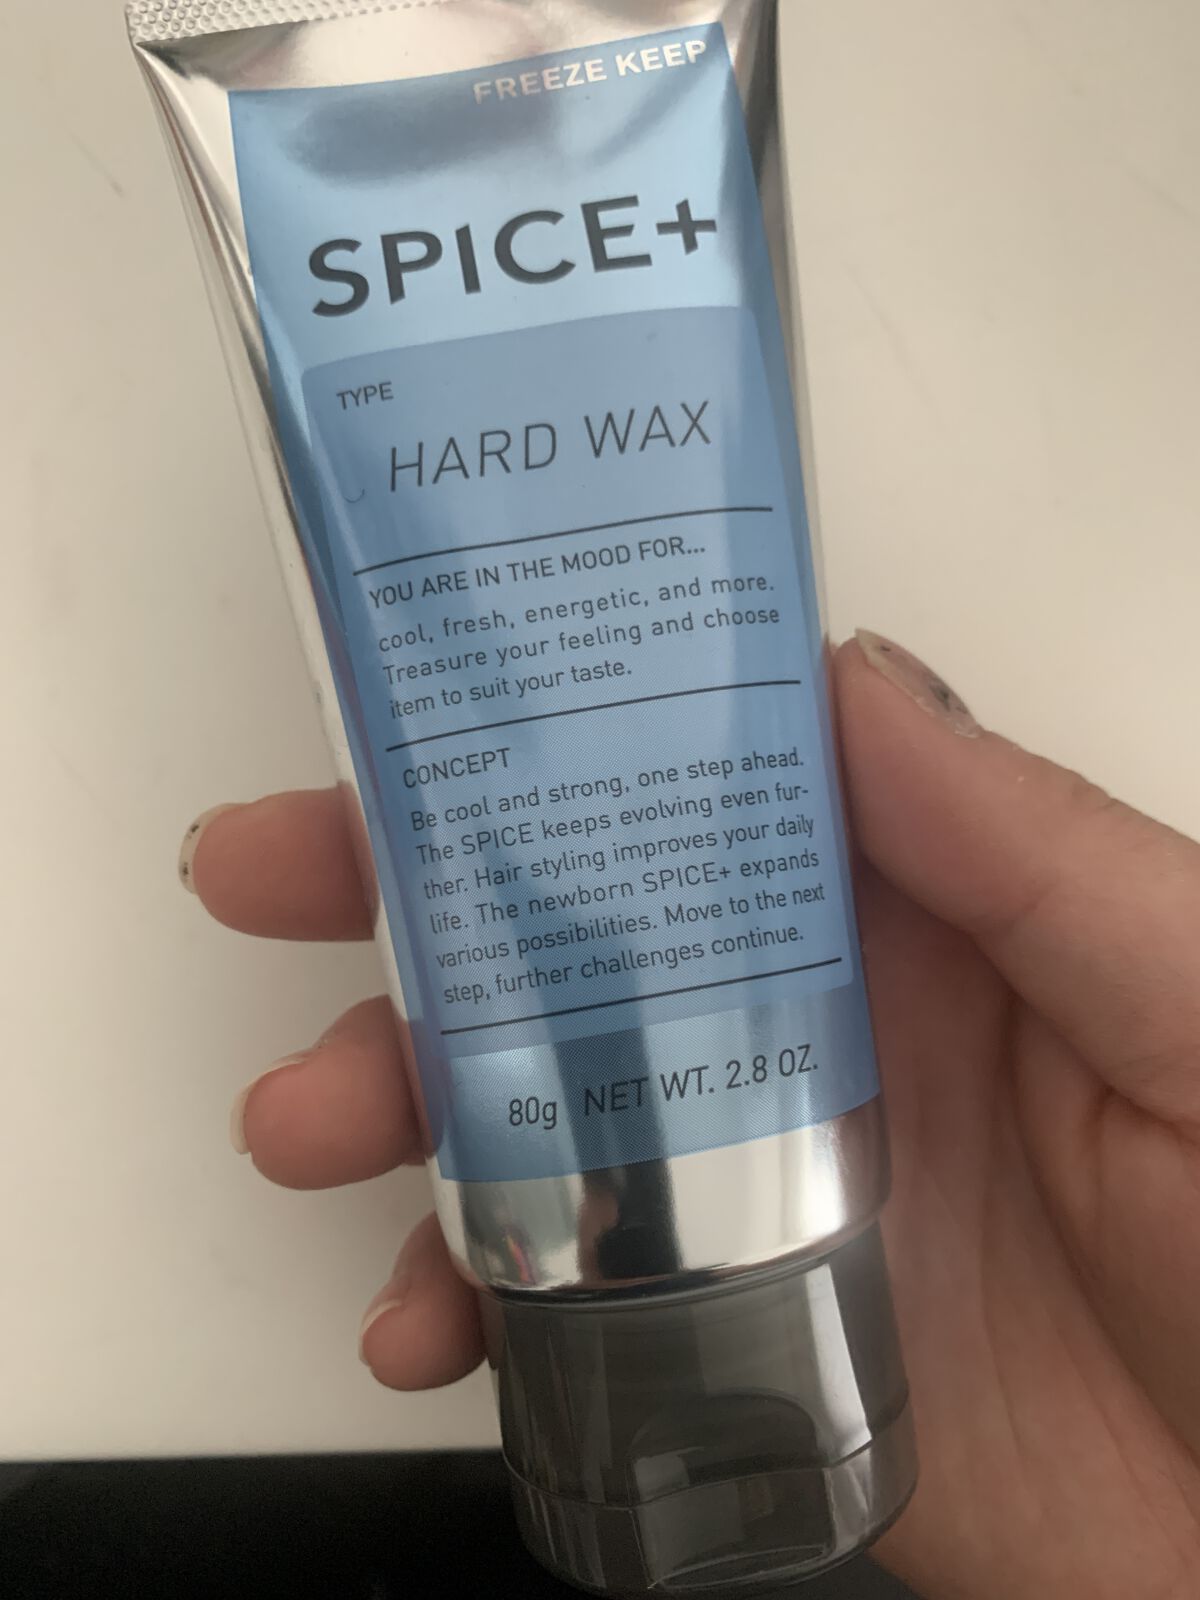 FREEZE KEEP
SPICE+
TYPE
HARD WAX
YOU ARE IN THE MOOD FOR...
cool, fresh, energetic, and more.
Treasure your feeling and choose
item to suit your taste.
CONCEPT
Be cool and strong, one step ahead.
The SPICE keeps evolving even fur-
ther. Hair styling improves your daily
life. The newborn SPICE+ expands
various possibilities. Move to the next
step, further challenges continue.
80g NET WT. 2.8 OZ.